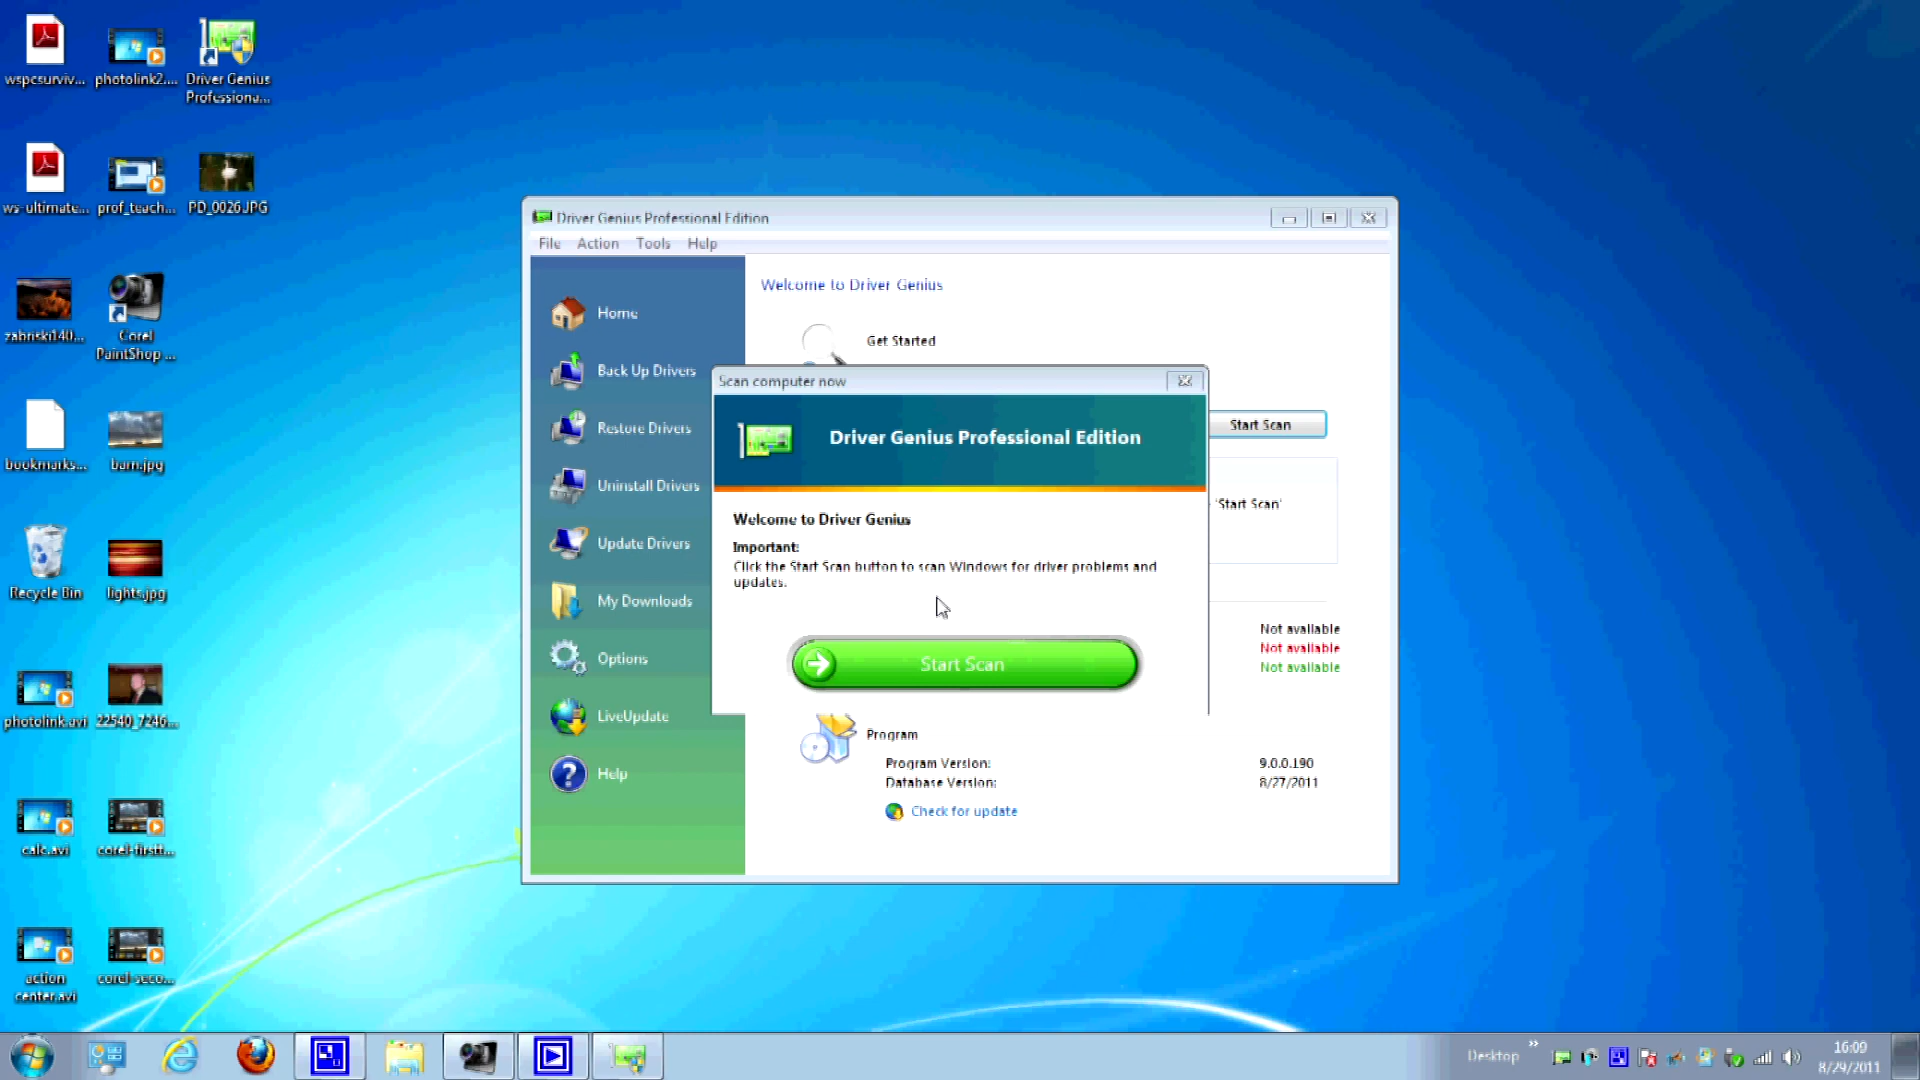 wspcsurviv...
photolink2....
Driver Genius
Professiona...
ws-ultimate...
prof_teach...
PD_0026.JPG
zabriski140...
Corel
PaintShop ...
bookmarks...
barn.jpg
Recycle Bin
lights.jpg
photolink.avi
22540_7246...
calc.avi
corel-firstt...
action
center.avi
corel-seco...
Driver Genius Professional Edition
File Action Tools Help
Home
Back Up Drivers
Restore Drivers
Uninstall Drivers
Update Drivers
My Downloads
Options
LiveUpdate
Help
Welcome to Driver Genius
Get Started
Start Scan
'Start Scan'
Scan computer now
Driver Genius Professional Edition
Welcome to Driver Genius
Important:
Click the Start Scan button to scan Windows for driver problems and
updates.
Start Scan
Not available
Not available
Not available
Program
Program Version: 9.0.0.190
Database Version: 8/27/2011
Check for update
Desktop
16:09
8/29/2011